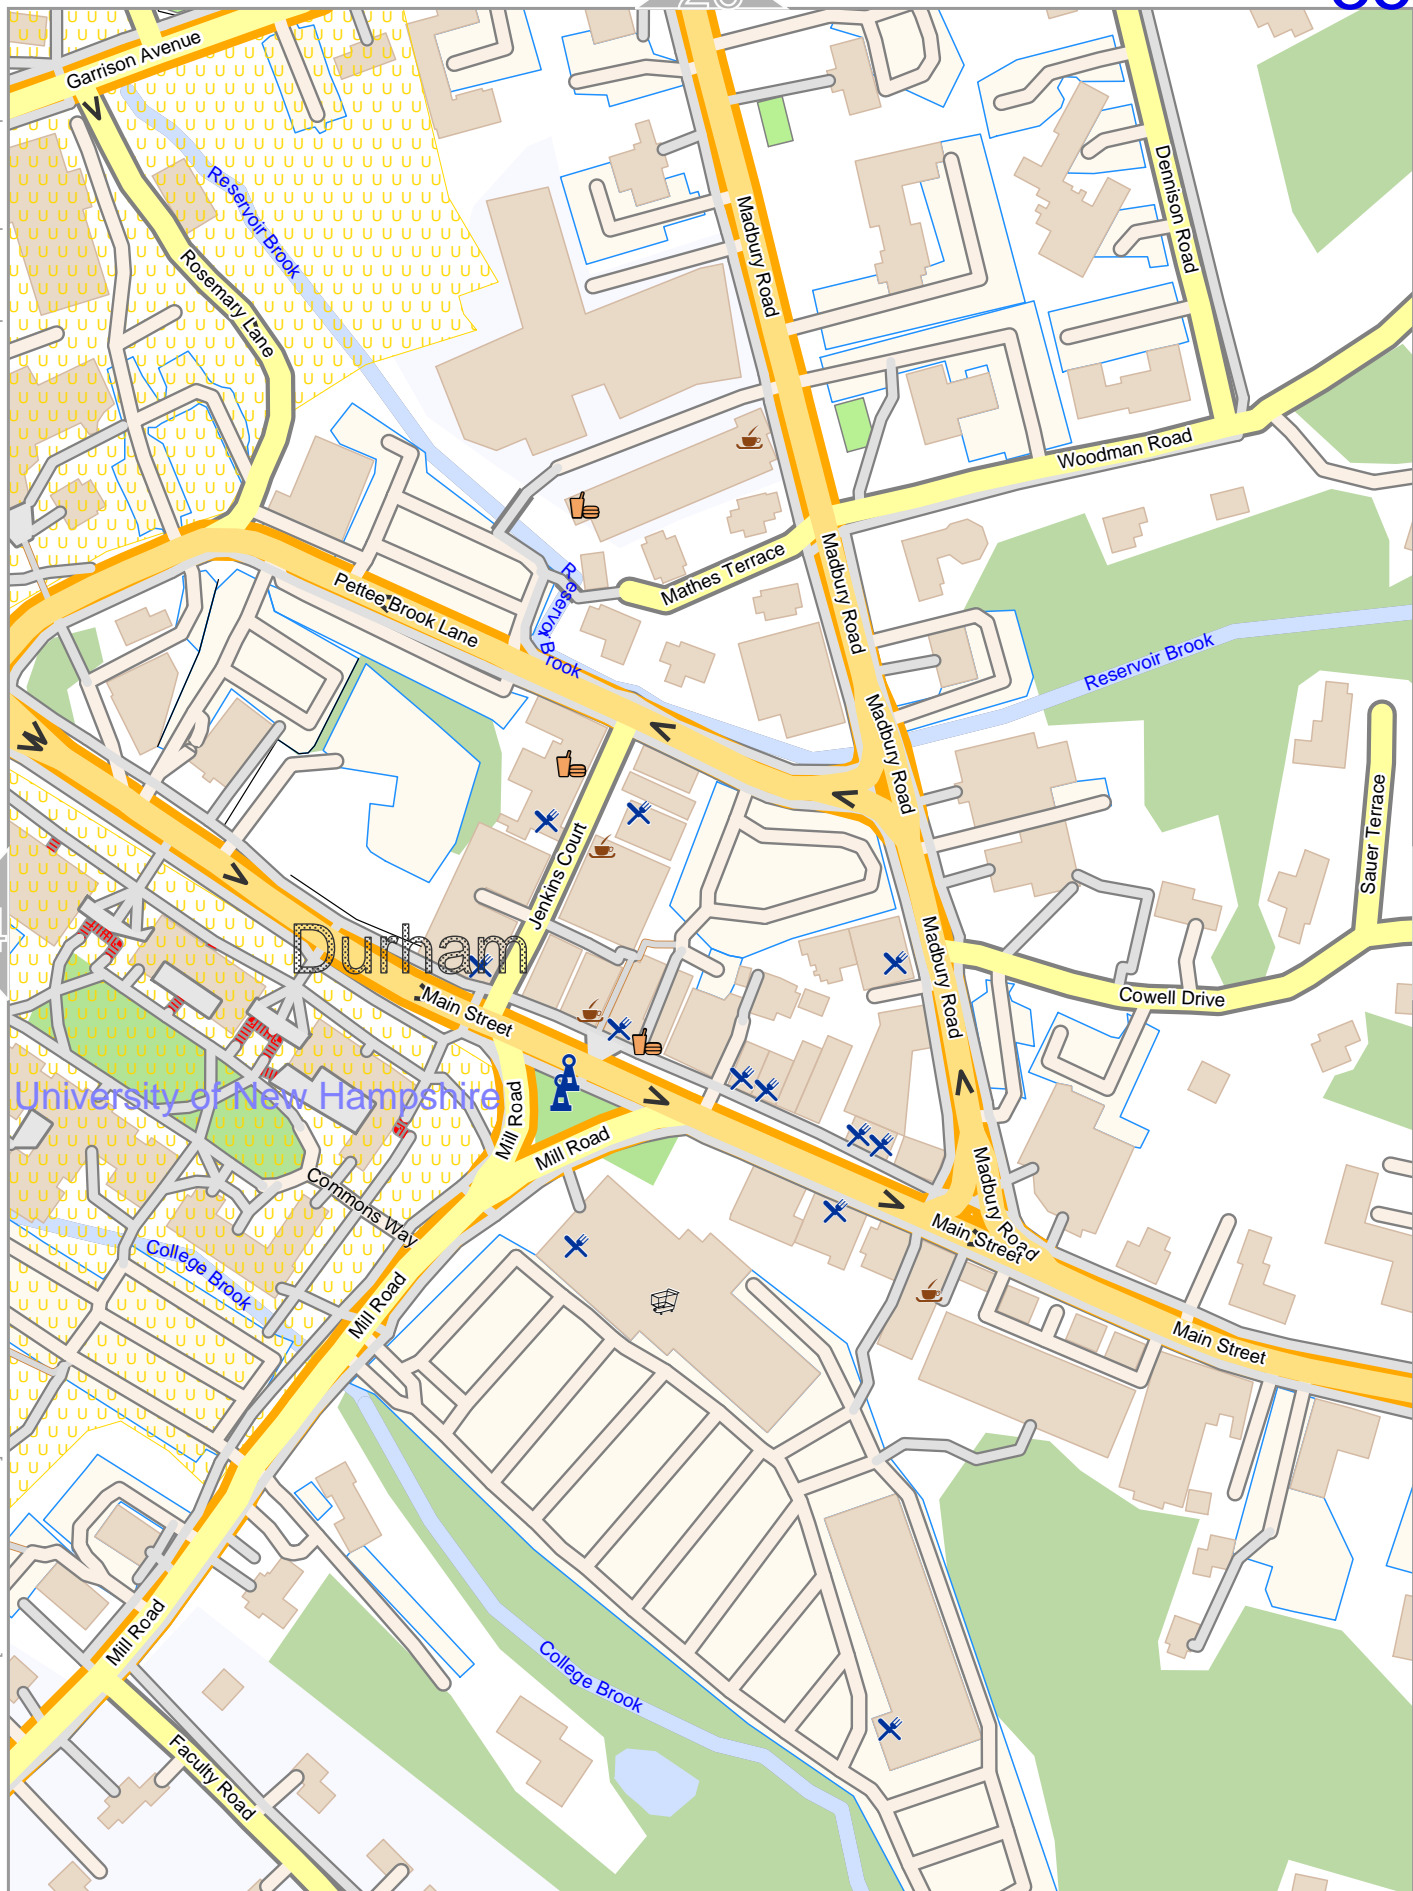 Garrison Avenue
Reservoir Brook
Rosemary Lane
Madbury Road
Dennison Road
Woodman Road
Mathes Terrace
Madbury Road
Reservoir Brook
Pettee Brook Lane
Reservoir Brook
Madbury Road
Sauer Terrace
Jenkins Court
Durham
Madbury Road
Main Street
Cowell Drive
University of New Hampshire
Mill Road
Mill Road
Madbury Road
Commons Way
Main Street
College Brook
Mill Road
Main Street
Mill Road
College Brook
Faculty Road